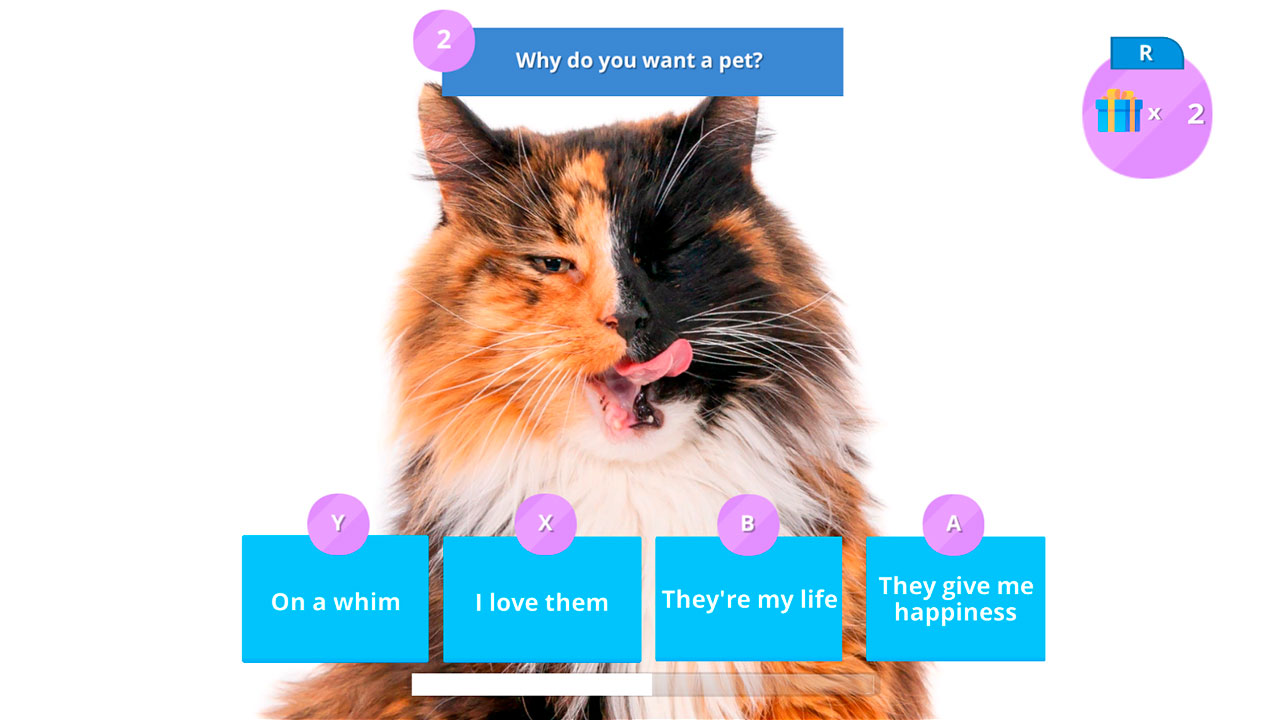 2
Why do you want a pet?
R
x 2
Y
X
B
A
On a whim
I love them
They're my life
They give me
happiness